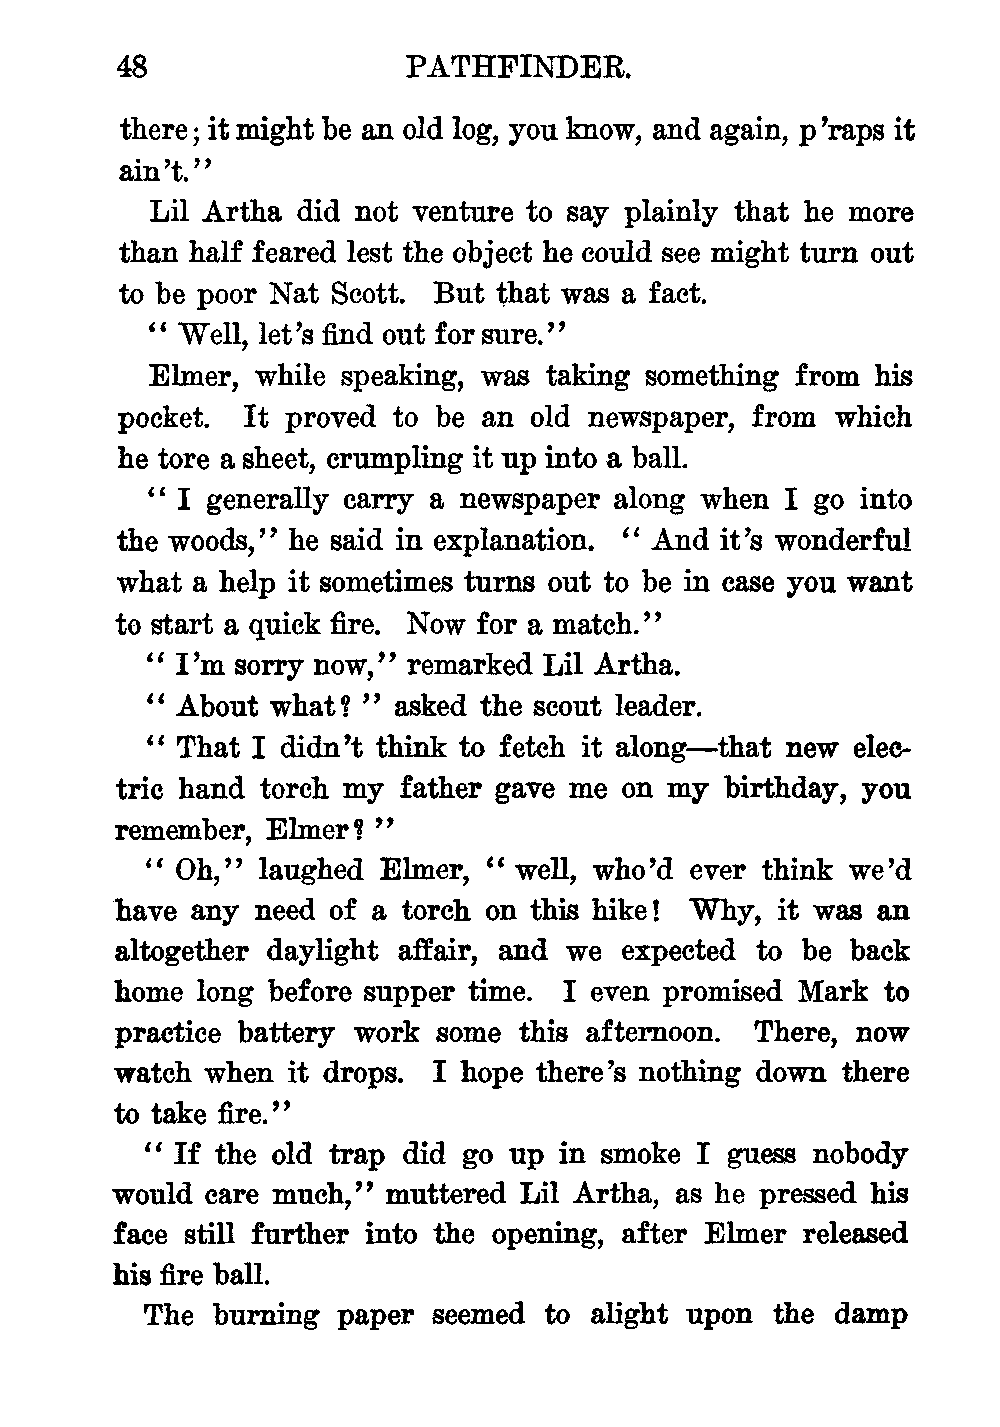 48 PATHFINDER.
there; it might be an old log, you know, and again, p'raps it
ain't."
Lil Artha did not venture to say plainly that he more
than half feared lest the object he could see might turn out
to be poor Nat Scott. But that was a fact.
"Well, let's find out for sure."
Elmer, while speaking, was taking something from his
pocket. It proved to be an old newspaper, from which
he tore a sheet, crumpling it up into a ball.
"I generally carry a newspaper along when I go into
the woods," he said in explanation. "And it's wonderful
what a help it sometimes turns out to be in case you want
to start a quick fire. Now for a match."
"I'm sorry now," remarked Lil Artha.
"About what?" asked the scout leader.
"That I didn't think to fetch it along—that new elec-
tric hand torch my father gave me on my birthday, you
remember, Elmer?"
"Oh," laughed Elmer, "well, who'd ever think we'd
have any need of a torch on this hike! Why, it was an
altogether daylight affair, and we expected to be back
home long before supper time. I even promised Mark to
practice battery work some this afternoon. There, now
watch when it drops. I hope there's nothing down there
to take fire."
"If the old trap did go up in smoke I guess nobody
would care much," muttered Lil Artha, as he pressed his
face still further into the opening, after Elmer released
his fire ball.
The burning paper seemed to alight upon the damp